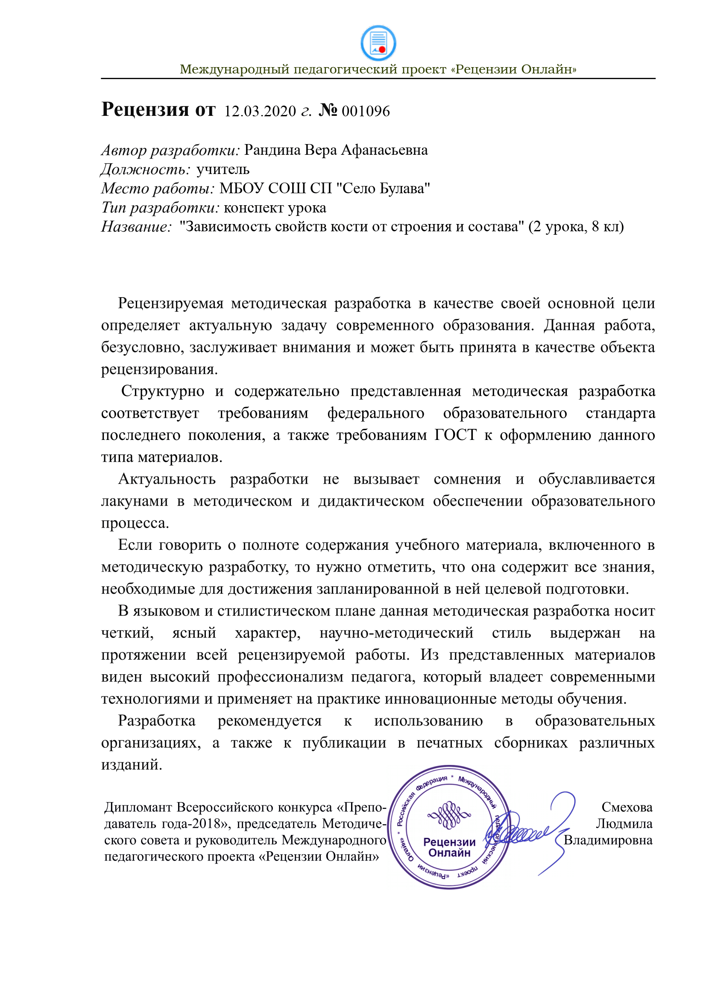 Международный педагогический проект «Рецензии Онлайн»
Рецензия от 12.03.2020 г. № 001096
Автор разработки: Рандина Вера Афанасьевна
Должность: учитель
Место работы: МБОУ СОШ СП "Село Булава"
Тип разработки: конспект урока
Название: "Зависимость свойств кости от строения и состава" (2 урока, 8 кл)
Рецензируемая методическая разработка в качестве своей основной цели
определяет актуальную задачу современного образования. Данная работа,
безусловно, заслуживает внимания и может быть принята в качестве объекта
рецензирования.
Структурно и содержательно представленная методическая разработка
соответствует требованиям федерального образовательного стандарта
последнего поколения, а также требованиям ГОСТ к оформлению данного
типа материалов.
Актуальность разработки не вызывает сомнения и обуславливается
лакунами в методическом и дидактическом обеспечении образовательного
процесса.
Если говорить о полноте содержания учебного материала, включенного в
методическую разработку, то нужно отметить, что она содержит все знания,
необходимые для достижения запланированной в ней целевой подготовки.
В языковом и стилистическом плане данная методическая разработка носит
четкий, ясный характер, научно-методический стиль выдержан на
протяжении всей рецензируемой работы. Из представленных материалов
виден высокий профессионализм педагога, который владеет современными
технологиями и применяет на практике инновационные методы обучения.
Разработка рекомендуется к использованию в образовательных
организациях, а также к публикации в печатных сборниках различных
изданий.
Дипломант Всероссийского конкурса «Препо-
даватель года-2018», председатель Методиче-
ского совета и руководитель Международного
педагогического проекта «Рецензии Онлайн»
* Российская Федерация * Международный педагогический проект «Рецензии Онлайн»
Рецензии
Онлайн
Смехова
Людмила
Владимировна